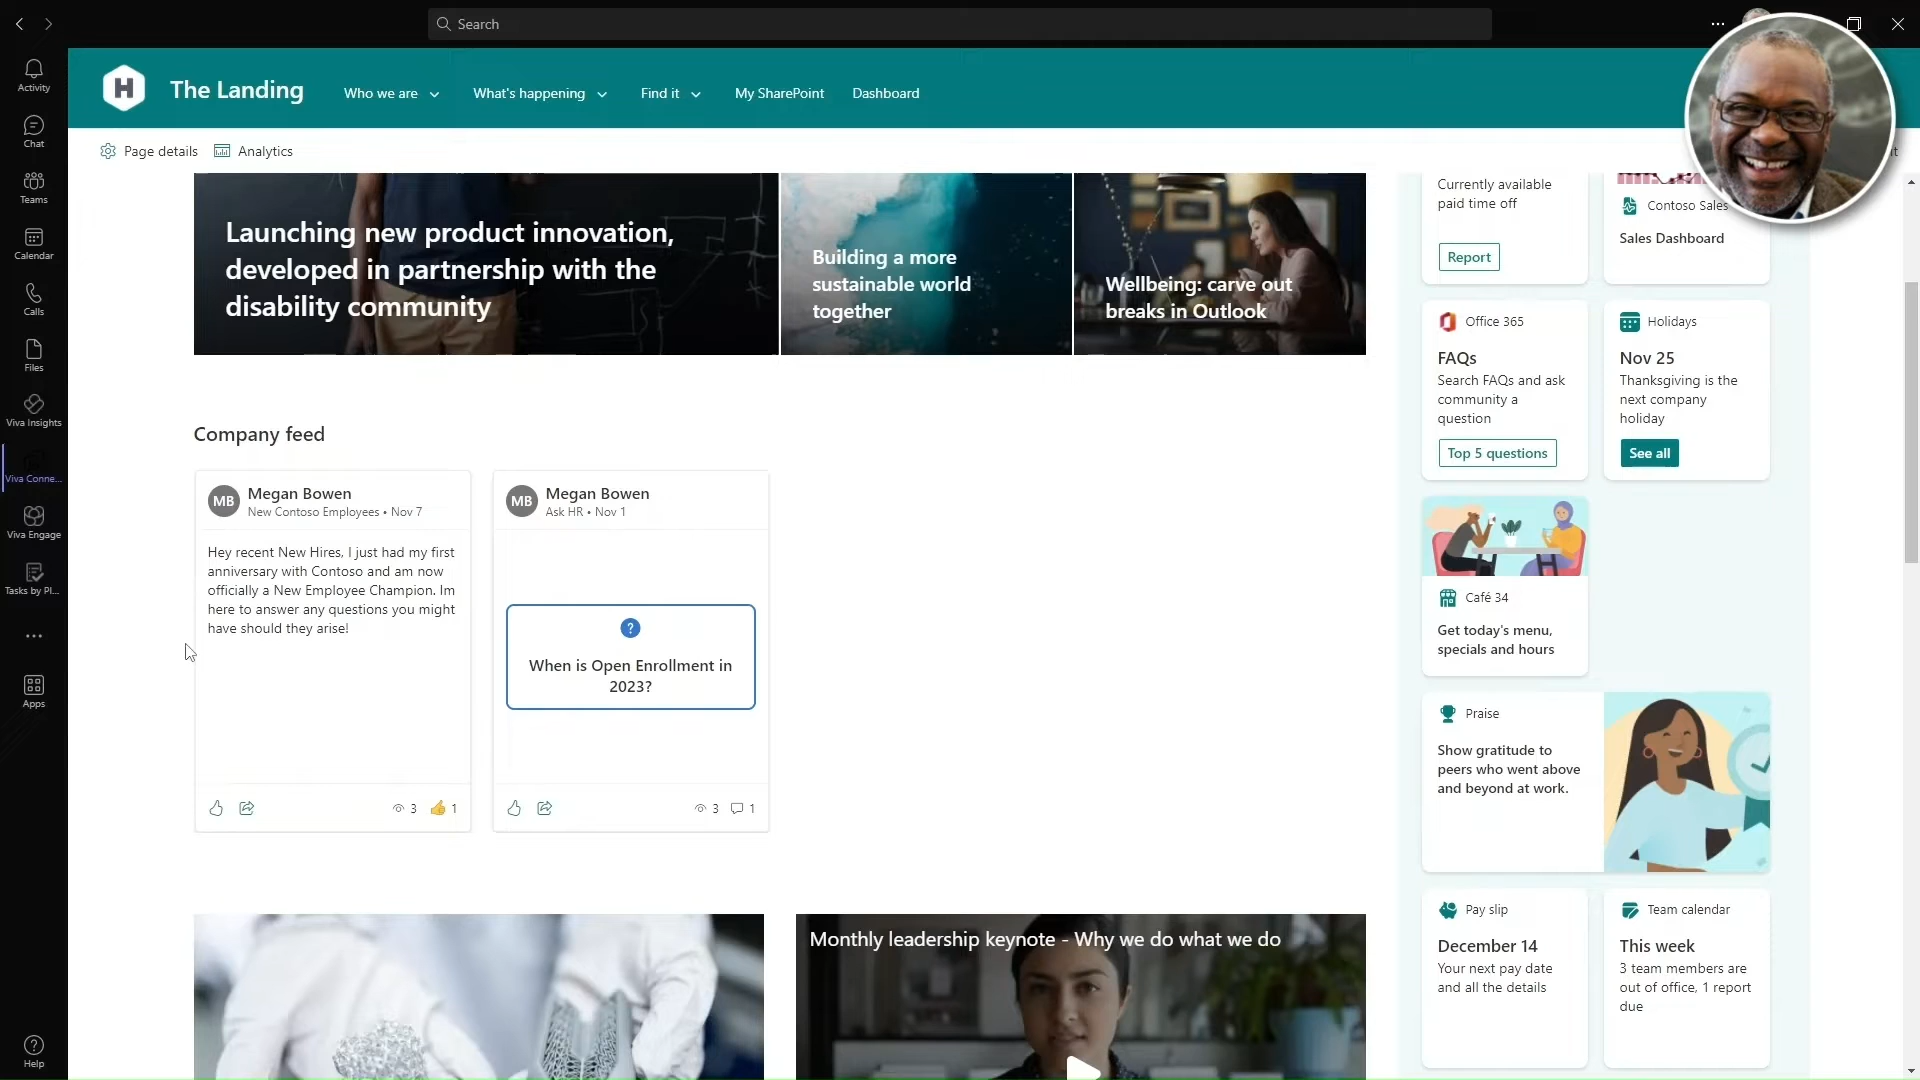 Search
Activity
Chat
Teams
Calendar
Calls
Files
Viva Insights
Viva Conne...
Viva Engage
Tasks by Pl...
Apps
Help
H
The Landing
Who we are
What's happening
Find it
My SharePoint
Dashboard
Page details
Analytics
Launching new product innovation,
developed in partnership with the
disability community
Building a more
sustainable world
together
Wellbeing: carve out
breaks in Outlook
Company feed
MB
Megan Bowen
New Contoso Employees • Nov 7
Hey recent New Hires, I just had my first
anniversary with Contoso and am now
officially a New Employee Champion. Im
here to answer any questions you might
have should they arise!
3
1
MB
Megan Bowen
Ask HR • Nov 1
?
When is Open Enrollment in
2023?
3
1
Monthly leadership keynote - Why we do what we do
Currently available
paid time off
Report
Contoso Sales
Sales Dashboard
Office 365
FAQs
Search FAQs and ask
community a
question
Top 5 questions
Holidays
Nov 25
Thanksgiving is the
next company
holiday
See all
Café 34
Get today's menu,
specials and hours
Praise
Show gratitude to
peers who went above
and beyond at work.
Pay slip
December 14
Your next pay date
and all the details
Team calendar
This week
3 team members are
out of office, 1 report
due